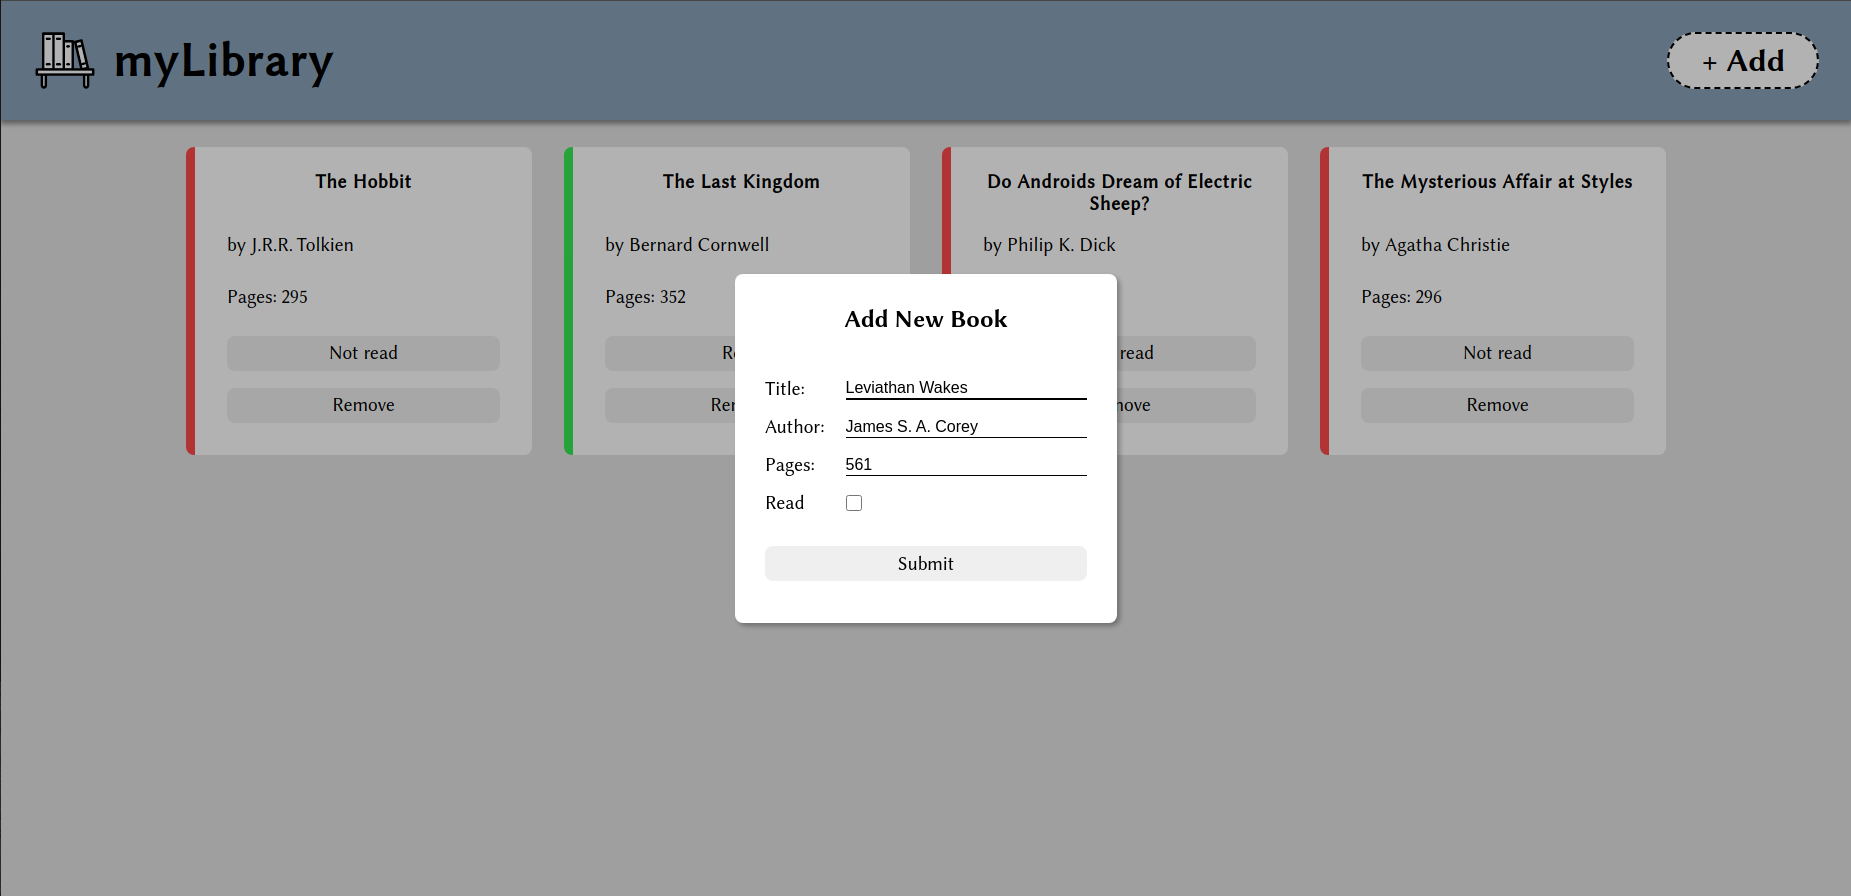 myLibrary
+ Add
The Hobbit
by J.R.R. Tolkien
Pages: 295
Not read
Remove
The Last Kingdom
by Bernard Cornwell
Pages: 352
Do Androids Dream of Electric
Sheep?
by Philip K. Dick
read
The Mysterious Affair at Styles
by Agatha Christie
Pages: 296
Not read
Remove
Add New Book
Title: Leviathan Wakes
Author: James S. A. Corey
Pages: 561
Read
Submit